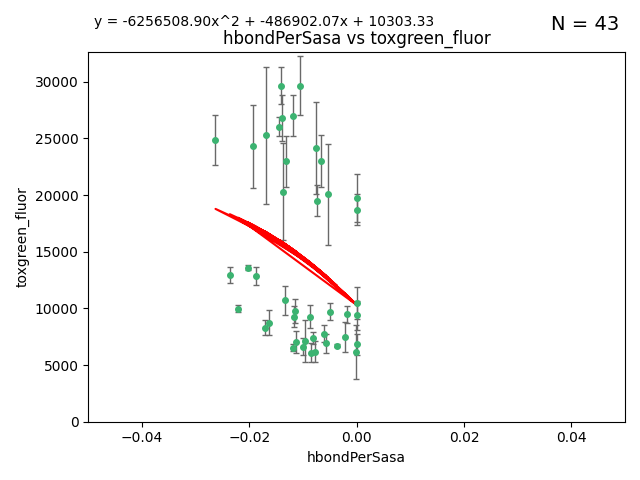 y = -6256508.90x^2 + -486902.07x + 10303.33
N = 43
hbondPerSasa vs toxgreen_fluor
toxgreen_fluor
30000
25000
20000
15000
10000
5000
0
−0.04
−0.02
0.00
0.02
0.04
hbondPerSasa